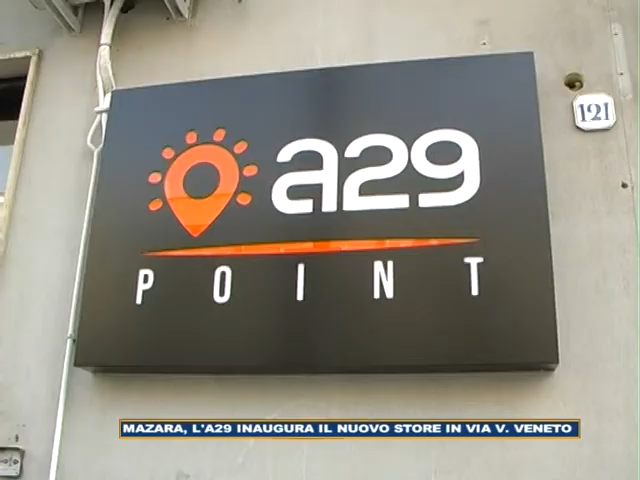 a29
POINT
121
MAZARA, L'A29 INAUGURA IL NUOVO STORE IN VIA V. VENETO